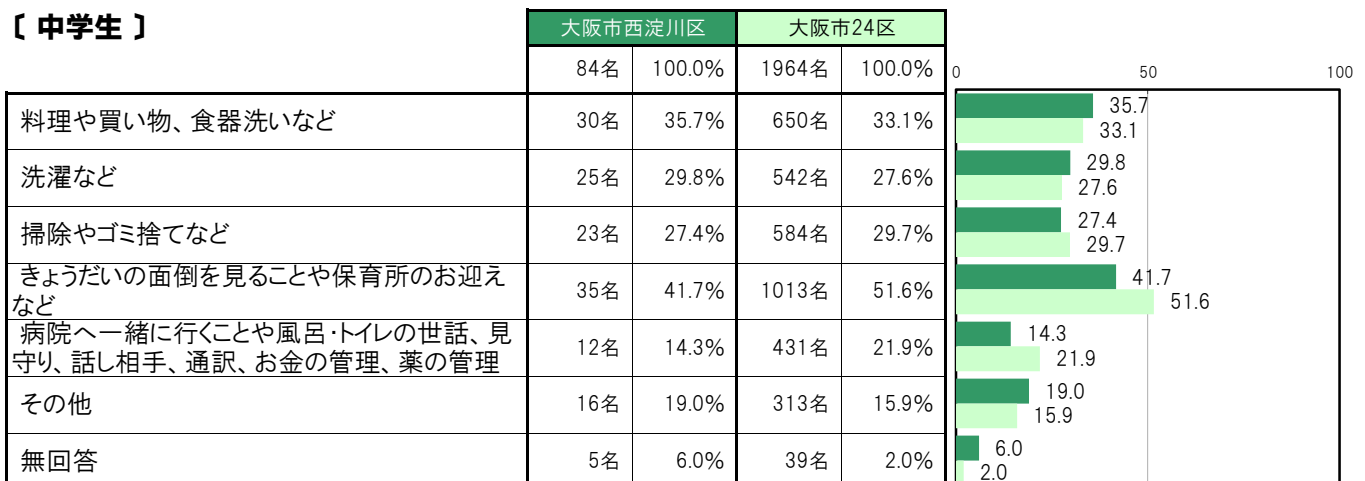 〔 中学生 〕
大阪市西淀川区 大阪市24区
84名 100.0% 1964名 100.0%
0 50 100
料理や買い物、食器洗いなど 30名 35.7% 650名 33.1%
35.7
33.1
洗濯など 25名 29.8% 542名 27.6%
29.8
27.6
掃除やゴミ捨てなど 23名 27.4% 584名 29.7%
27.4
29.7
きょうだいの面倒を見ることや保育所のお迎え
など 35名 41.7% 1013名 51.6%
41.7
51.6
病院へ一緒に行くことや風呂・トイレの世話、見
守り、話し相手、通訳、お金の管理、薬の管理 12名 14.3% 431名 21.9%
14.3
21.9
その他 16名 19.0% 313名 15.9%
19.0
15.9
無回答 5名 6.0% 39名 2.0%
6.0
2.0